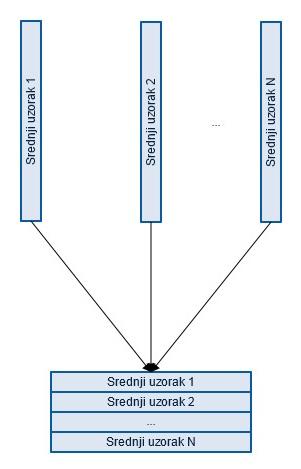 Srednji uzorak 1
Srednji uzorak 2
...
Srednji uzorak N
Srednji uzorak 1
Srednji uzorak 2
...
Srednji uzorak N